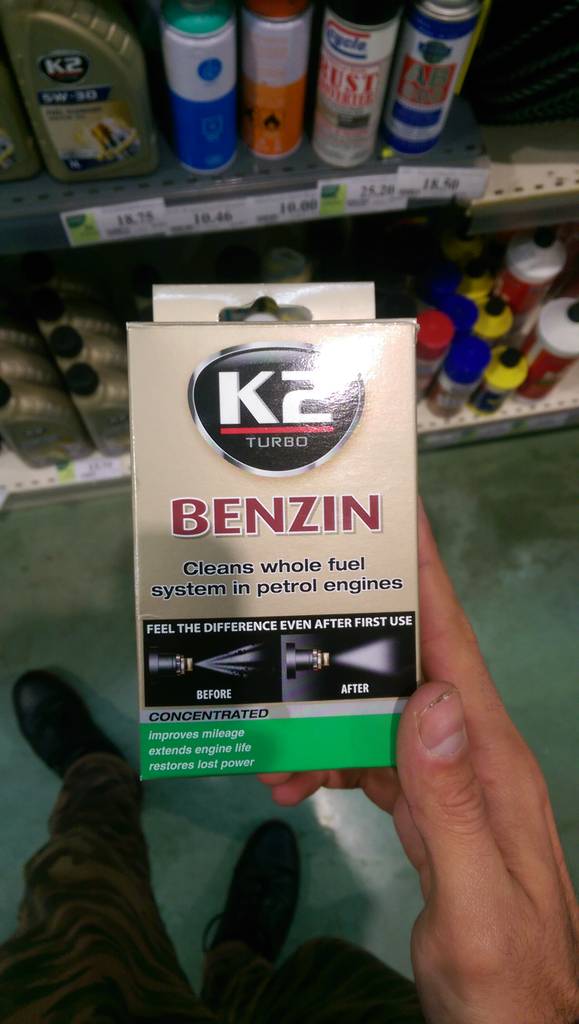 K2
5W-30
Cyclo
RUST
18.75
10.46
10.00
25.20
18.50
K2
TURBO
BENZIN
Cleans whole fuel
system in petrol engines
FEEL THE DIFFERENCE EVEN AFTER FIRST USE
BEFORE
AFTER
CONCENTRATED
improves mileage
extends engine life
restores lost power